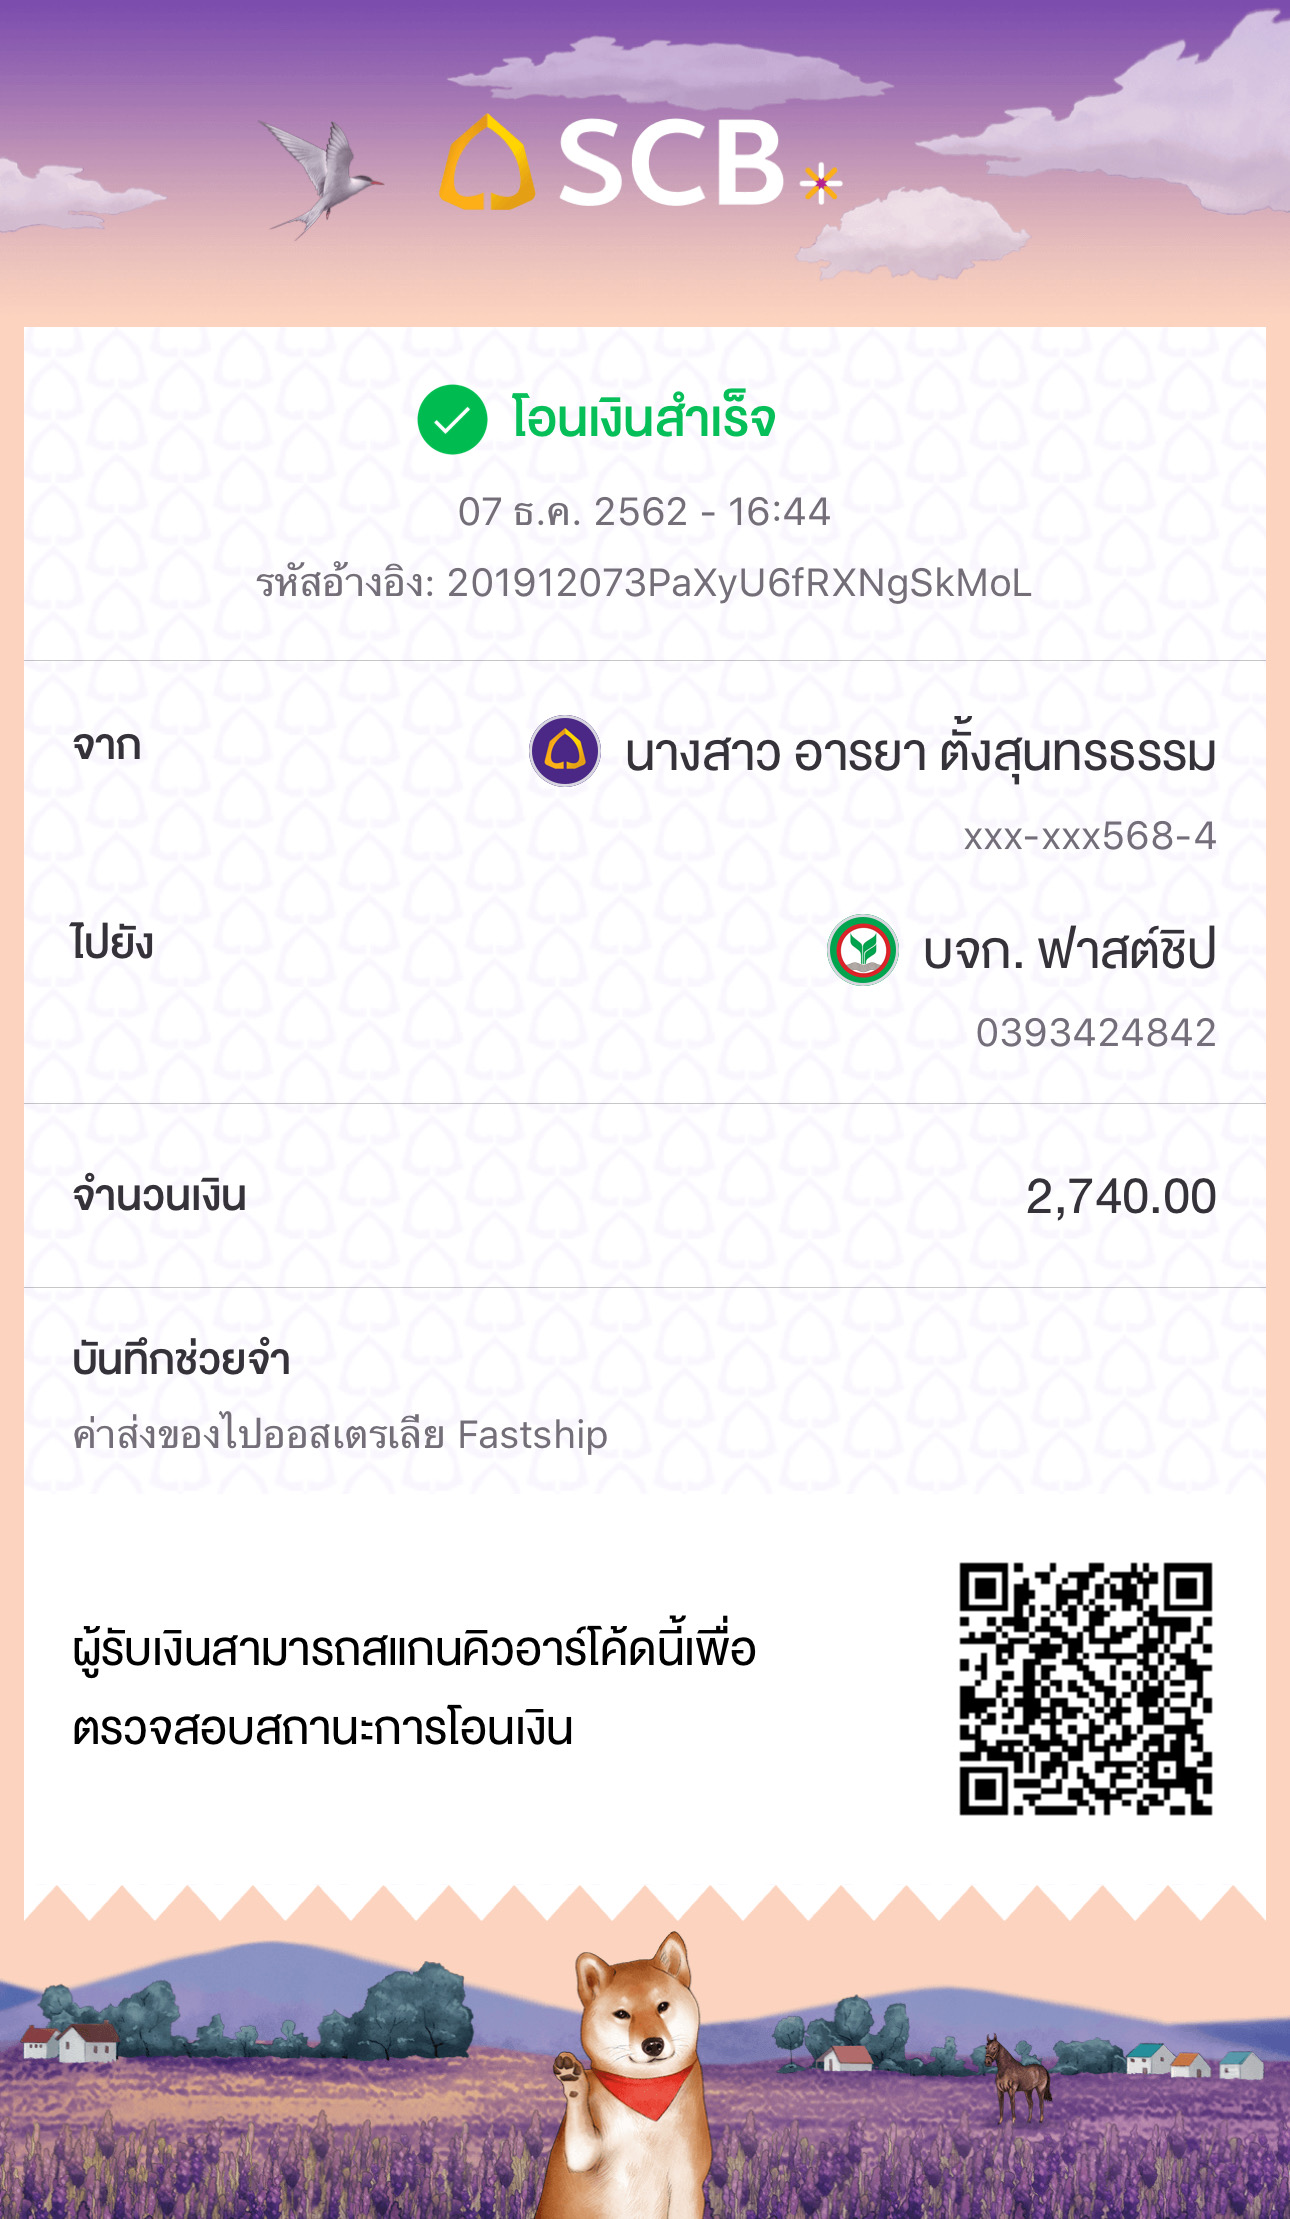 SCB
โอนเงินสำเร็จ
07 ธ.ค. 2562 - 16:44
รหัสอ้างอิง: 201912073PaXyU6fRXNgSkMoL
จาก
นางสาว อารยา ตั้งสุนทรธรรม
xxx-xxx568-4
ไปยัง
บจก. ฟาสต์ชิป
0393424842
จำนวนเงิน 2,740.00
บันทึกช่วยจำ
ค่าส่งของไปออสเตรเลีย Fastship
ผู้รับเงินสามารถสแกนคิวอาร์โค้ดนี้เพื่อ
ตรวจสอบสถานะการโอนเงิน